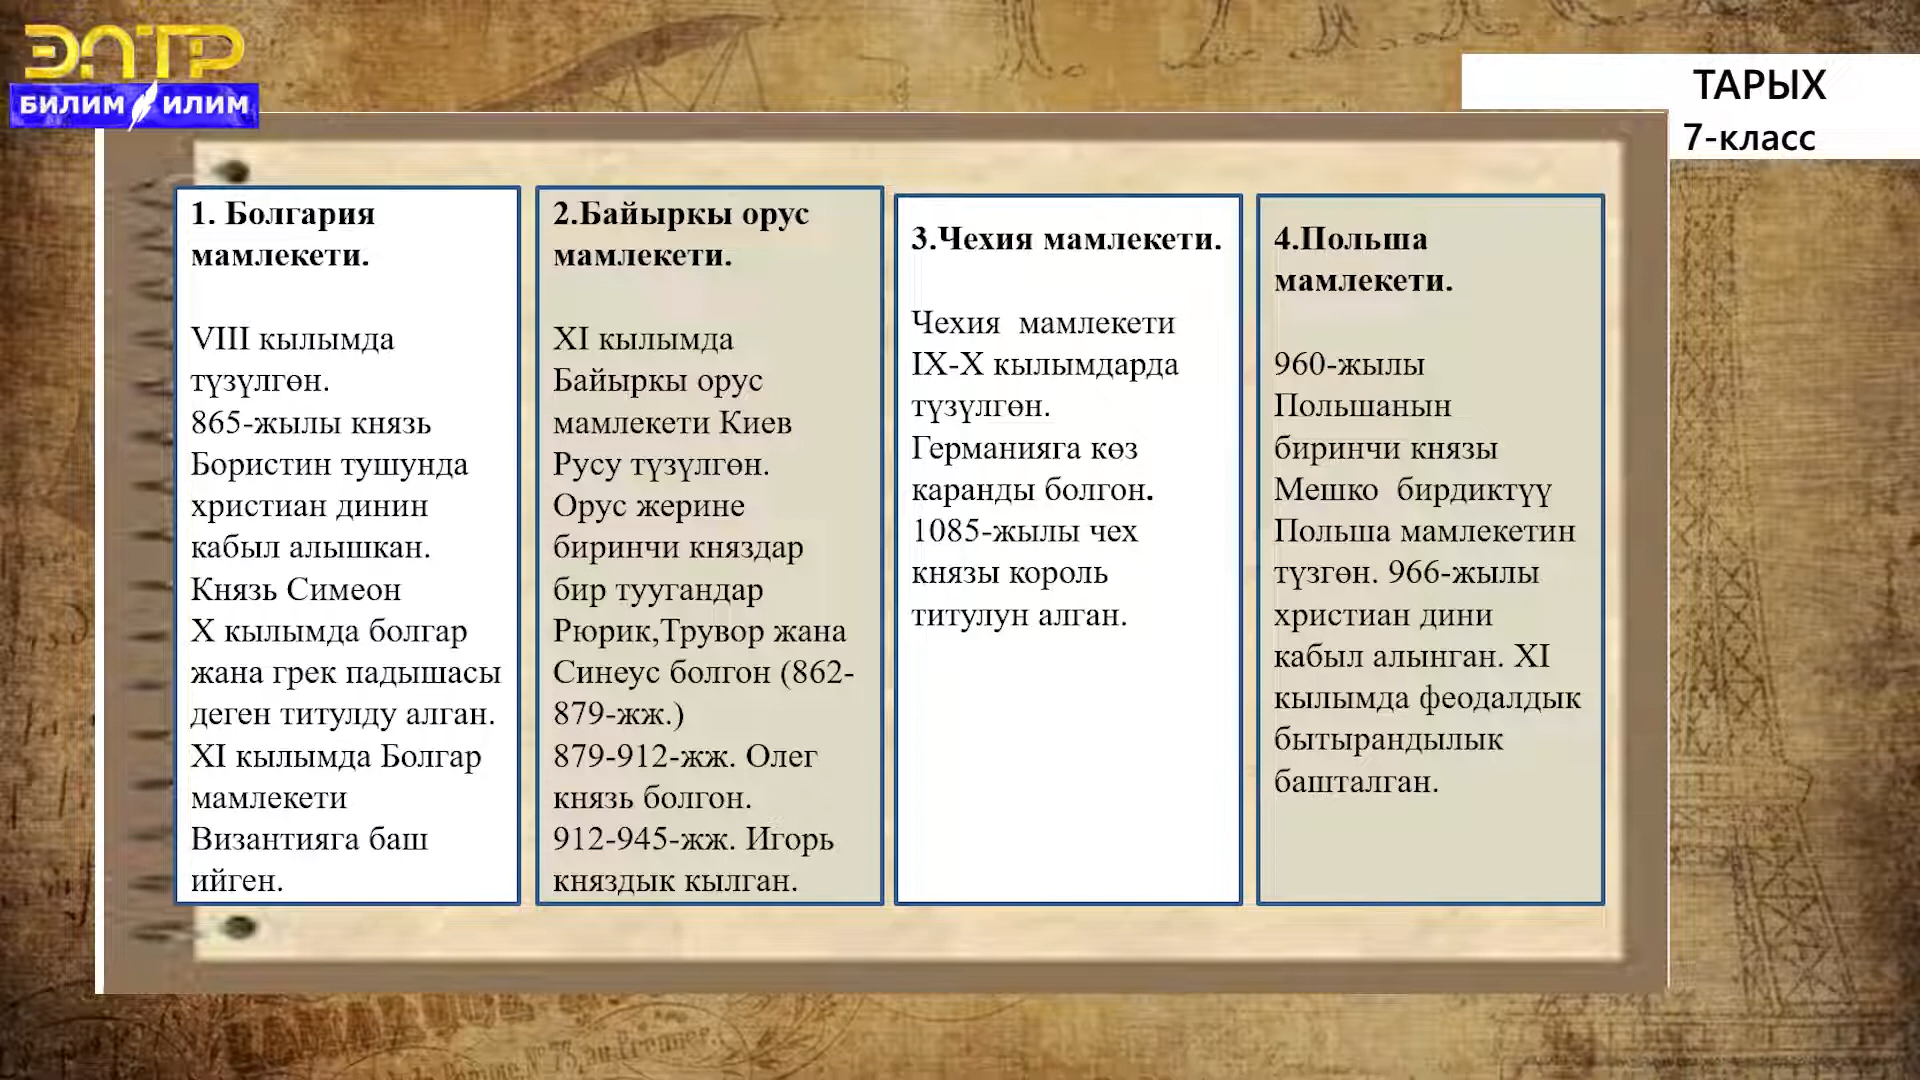 ЭЛТР
БИЛИМ ИЛИМ
ТАРЫХ
7-класс
1. Болгария
мамлекети.
VIII кылымда
түзүлгөн.
865-жылы князь
Бористин тушунда
христиан динин
кабыл алышкан.
Князь Симеон
X кылымда болгар
жана грек падышасы
деген титулду алган.
XI кылымда Болгар
мамлекети
Византияга баш
ийген.
2.Байыркы орус
мамлекети.
XI кылымда
Байыркы орус
мамлекети Киев
Русу түзүлгөн.
Орус жерине
биринчи княздар
бир туугандар
Рюрик,Трувор жана
Синеус болгон (862-
879-жж.)
879-912-жж. Олег
князь болгон.
912-945-жж. Игорь
княздык кылган.
3.Чехия мамлекети.
Чехия  мамлекети
IX-X кылымдарда
түзүлгөн.
Германияга көз
каранды болгон.
1085-жылы чех
князы король
титулун алган.
4.Польша
мамлекети.
960-жылы
Польшанын
биринчи князы
Мешко  бирдиктүү
Польша мамлекетин
түзгөн. 966-жылы
христиан дини
кабыл алынган. XI
кылымда феодалдык
бытырандылык
башталган.